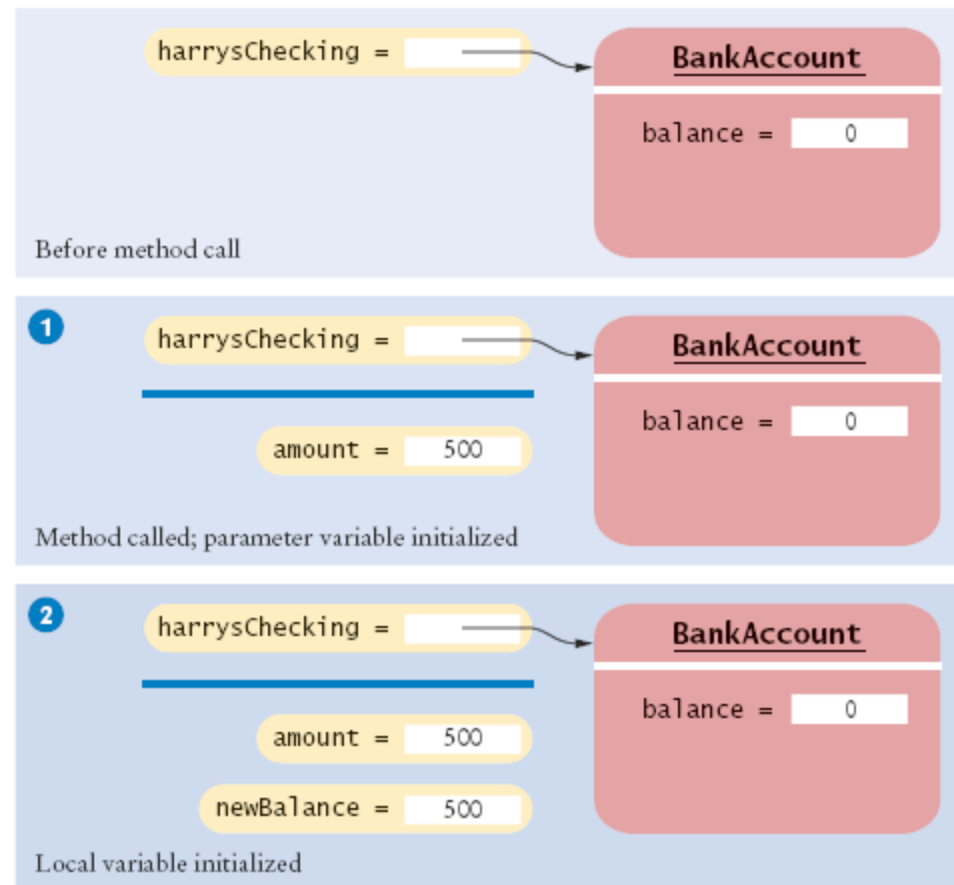 harrysChecking =
BankAccount
balance = 0
Before method call
1
harrysChecking =
BankAccount
balance = 0
amount = 500
Method called; parameter variable initialized
2
harrysChecking =
BankAccount
balance = 0
amount = 500
newBalance = 500
Local variable initialized